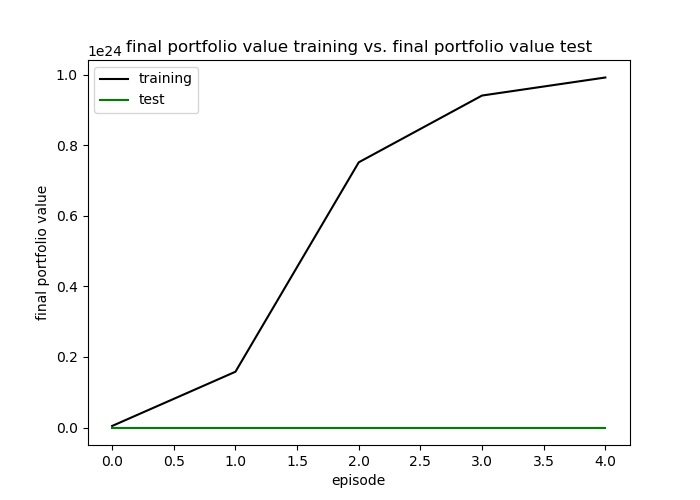 final portfolio value training vs. final portfolio value test
1e24
training
test
1.0
0.8
0.6
0.4
0.2
0.0
final portfolio value
0.0 0.5 1.0 1.5 2.0 2.5 3.0 3.5 4.0
episode